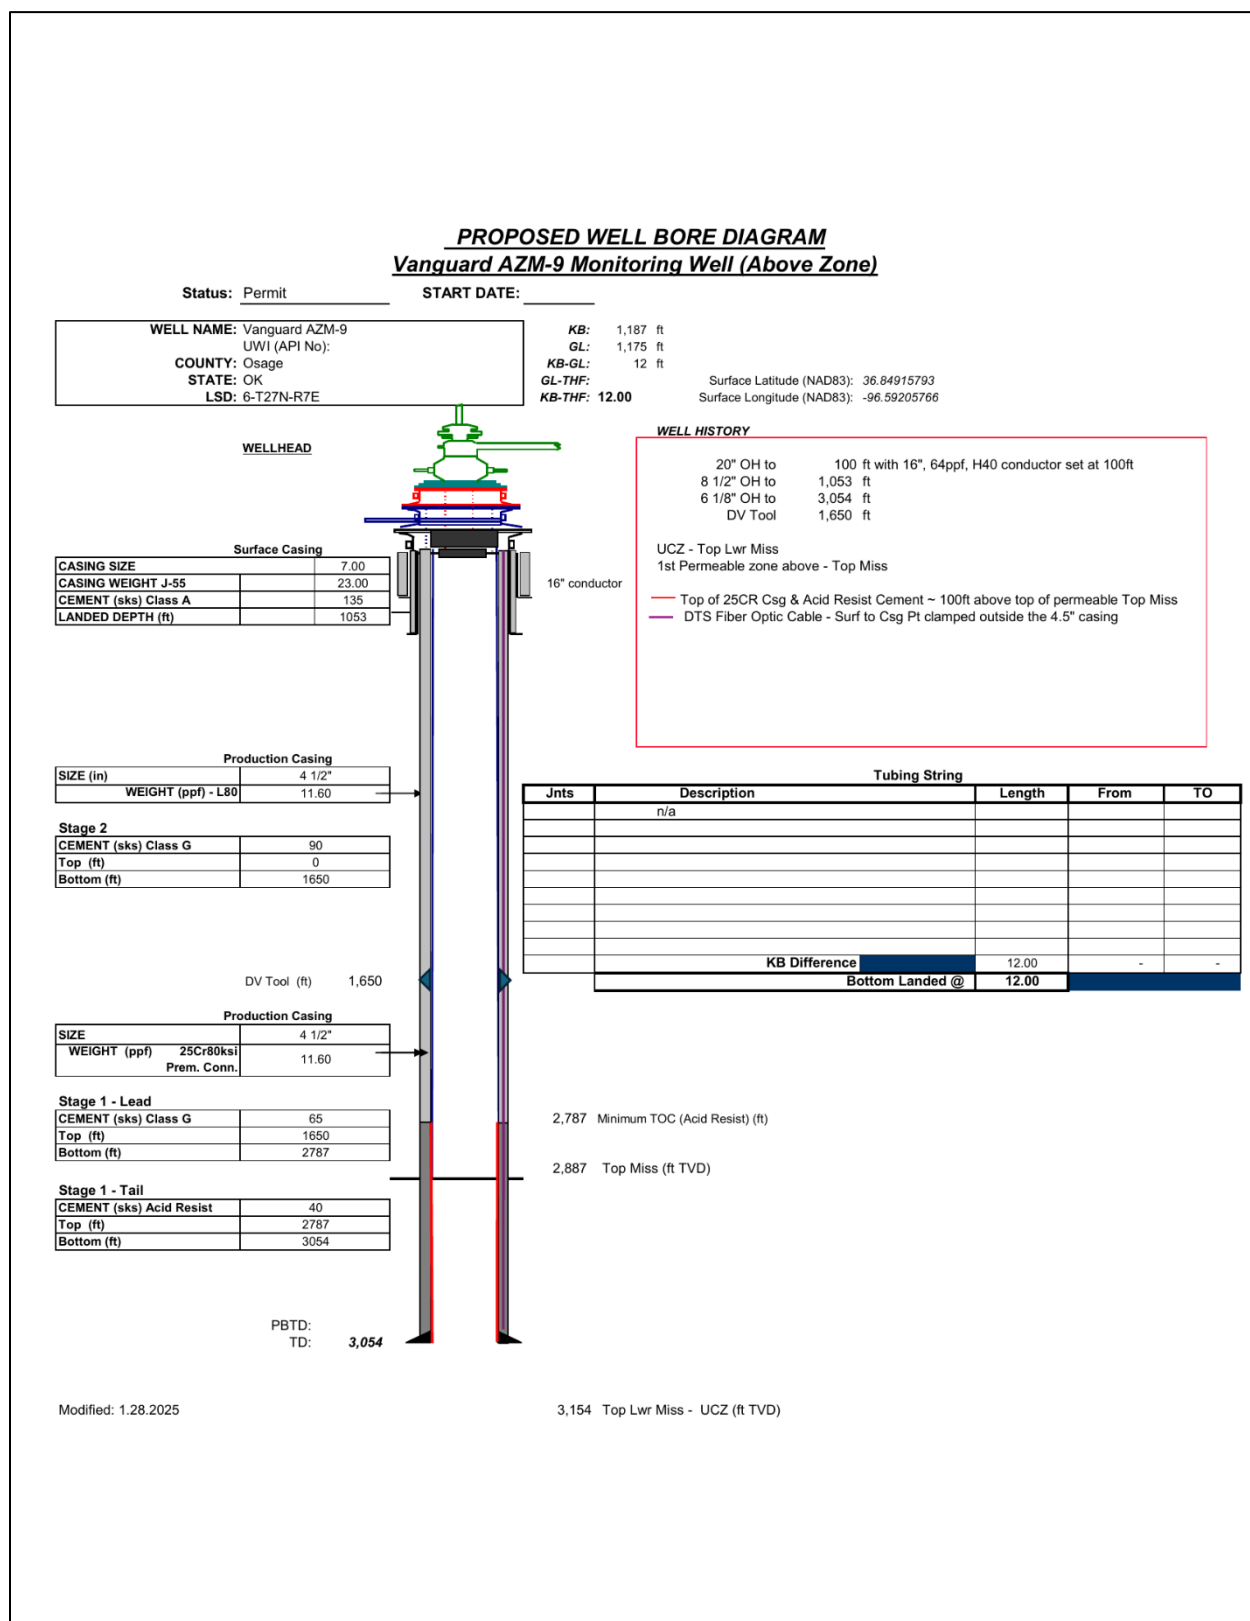 PROPOSED WELL BORE DIAGRAM
Vanguard AZM-9 Monitoring Well (Above Zone)
Status: Permit START DATE:
WELL NAME: Vanguard AZM-9
UWI (API No):
COUNTY: Osage
STATE: OK
LSD: 6-T27N-R7E
KB: 1,187 ft
GL: 1,175 ft
KB-GL: 12 ft
GL-THF: Surface Latitude (NAD83): 36.84915793
KB-THF: 12.00 Surface Longitude (NAD83): -96.59205766
WELLHEAD
WELL HISTORY
20" OH to 100 ft with 16", 64ppf, H40 conductor set at 100ft
8 1/2" OH to 1,053 ft
6 1/8" OH to 3,054 ft
DV Tool 1,650 ft
UCZ - Top Lwr Miss
1st Permeable zone above - Top Miss
Top of 25CR Csg & Acid Resist Cement ~ 100ft above top of permeable Top Miss
DTS Fiber Optic Cable - Surf to Csg Pt clamped outside the 4.5" casing
Surface Casing
CASING SIZE 7.00
CASING WEIGHT J-55 23.00
CEMENT (sks) Class A 135
LANDED DEPTH (ft) 1053
16" conductor
Production Casing
SIZE (in) 4 1/2"
WEIGHT (ppf) - L80 11.60
Stage 2
CEMENT (sks) Class G 90
Top (ft) 0
Bottom (ft) 1650
Tubing String
Jnts Description Length From TO
n/a
KB Difference 12.00 - -
Bottom Landed @ 12.00
DV Tool (ft) 1,650
Production Casing
SIZE 4 1/2"
WEIGHT (ppf) 25Cr80ksi 11.60
Prem. Conn.
Stage 1 - Lead
CEMENT (sks) Class G 65
Top (ft) 1650
Bottom (ft) 2787
2,787 Minimum TOC (Acid Resist) (ft)
2,887 Top Miss (ft TVD)
Stage 1 - Tail
CEMENT (sks) Acid Resist 40
Top (ft) 2787
Bottom (ft) 3054
PBTD:
TD: 3,054
Modified: 1.28.2025
3,154 Top Lwr Miss - UCZ (ft TVD)